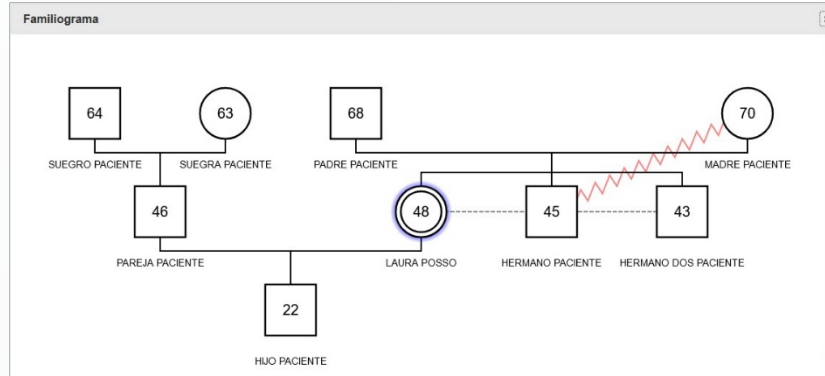 Familiograma
64 63 68 70
SUEGRO PACIENTE SUEGRA PACIENTE PADRE PACIENTE MADRE PACIENTE
46 48 45 43
PAREJA PACIENTE LAURA POSSO HERMANO PACIENTE HERMANO DOS PACIENTE
22
HIJO PACIENTE